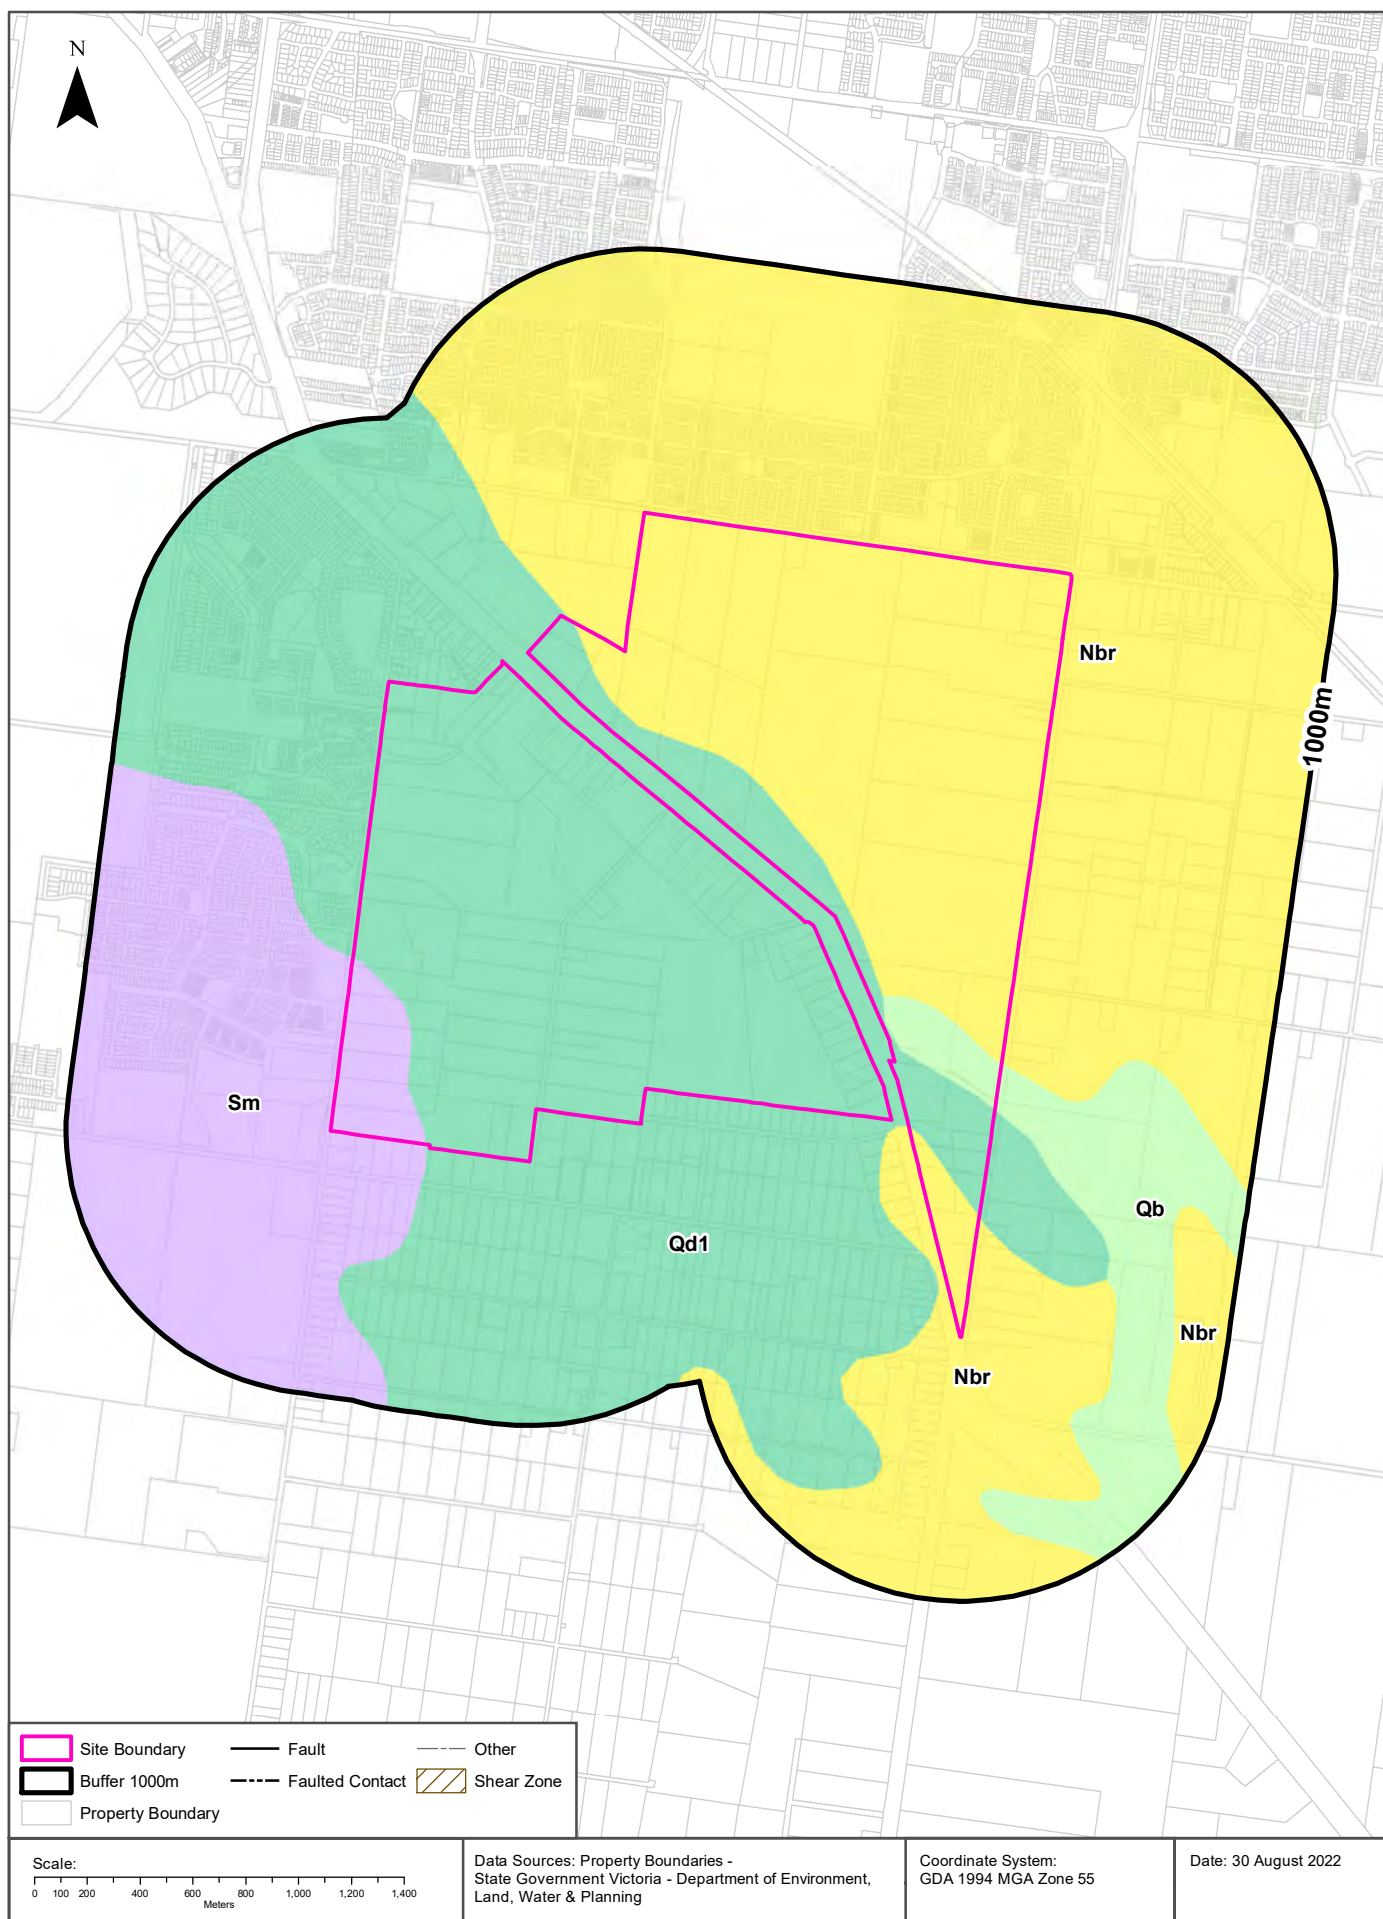 N
Nbr
1000m
Sm
Qb
Qd1
Nbr
Nbr
Site Boundary
Fault
Other
Buffer 1000m
Faulted Contact
Shear Zone
Property Boundary
Scale:
0 100 200 400 600 800 1,000 1,200 1,400
Meters
Data Sources: Property Boundaries -
State Government Victoria - Department of Environment,
Land, Water & Planning
Coordinate System:
GDA 1994 MGA Zone 55
Date: 30 August 2022